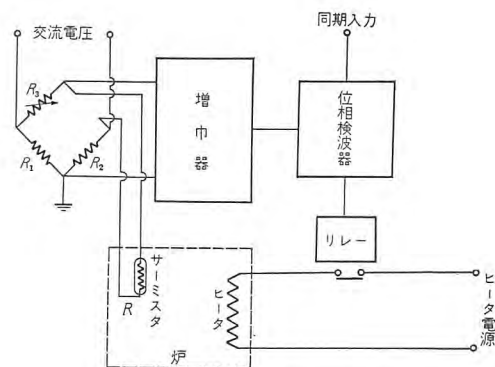 交流電圧
同期入力
R3
R1
R2
増巾器
位相検波器
リレー
サーミスタ
R
ヒータ
炉
ヒータ電源